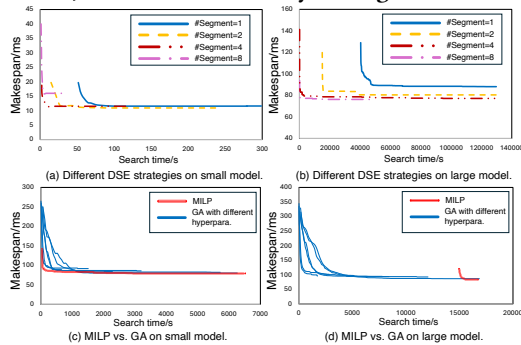 Makespan/ms
45
40
35
30
25
20
15
10
5
0
0 50 100 150 200 250 300
#Segment=1
#Segment=2
#Segment=4
#Segment=8
Search time/s
(a) Different DSE strategies on small model.
Makespan/ms
160
140
120
100
80
60
40
0 20000 40000 60000 80000 100000 120000 140000
#Segment=1
#Segment=2
#Segment=4
#Segment=8
Search time/s
(b) Different DSE strategies on large model.
Makespan/ms
300
250
200
150
100
50
0
0 1000 2000 3000 4000 5000 6000 7000
MILP
GA with different
hyperpara.
Search time/s
(c) MILP vs. GA on small model.
Makespan/ms
400
350
300
250
200
150
100
50
0
0 5000 10000 15000 20000
MILP
GA with different
hyperpara.
Search time/s
(d) MILP vs. GA on large model.